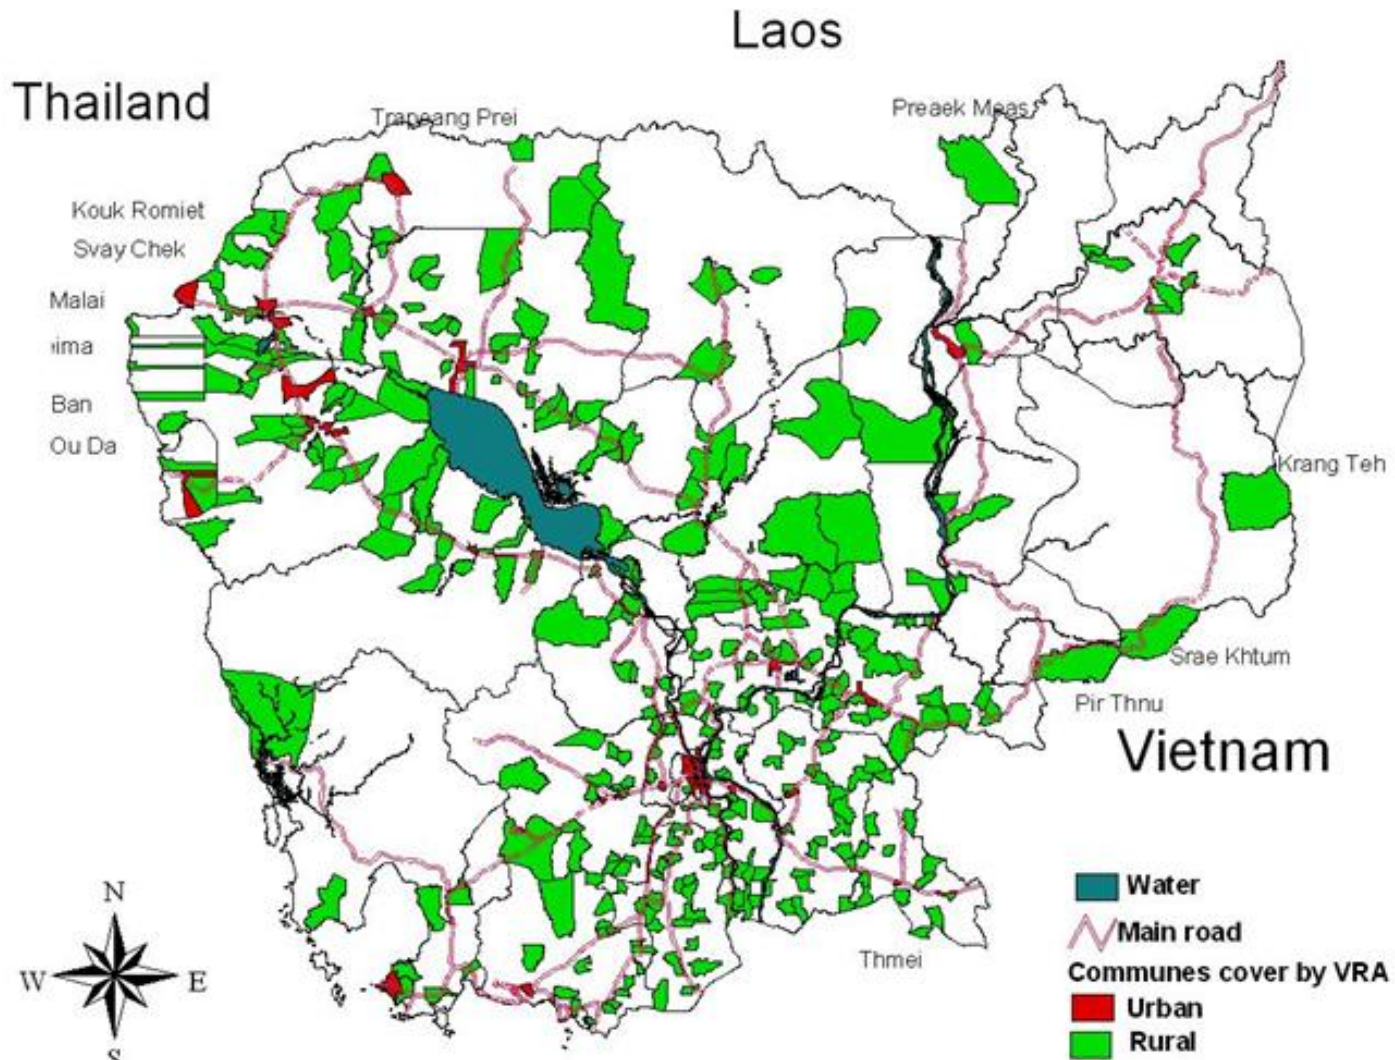 Laos
Thailand
Trapeang Prei
Preaek Meas
Kouk Romiet
Svay Chek
Malai
ima
Ban
Ou Da
Krang Teh
Srae Khtum
Pir Thnu
Vietnam
Thmei
N
W E
S
Water
Main road
Communes cover by VRA
Urban
Rural